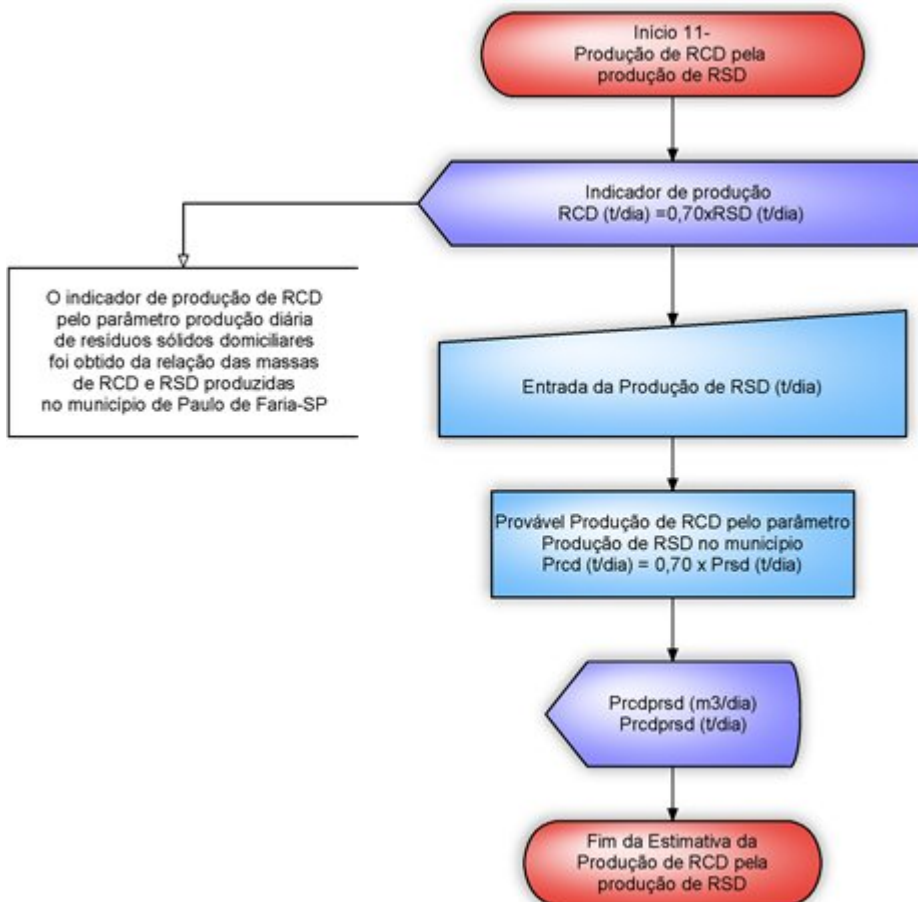 Início 11-
Produção de RCD pela
produção de RSD
Indicador de produção
RCD (t/dia) =0,70xRSD (t/dia)
O indicador de produção de RCD
pelo parâmetro produção diária
de resíduos sólidos domiciliares
foi obtido da relação das massas
de RCD e RSD produzidas
no município de Paulo de Faria-SP
Entrada da Produção de RSD (t/dia)
Provável Produção de RCD pelo parâmetro
Produção de RSD no município
Prcd (t/dia) = 0,70 x Prsd (t/dia)
Prcdprsd (m3/dia)
Prcdprsd (t/dia)
Fim da Estimativa da
Produção de RCD pela
produção de RSD